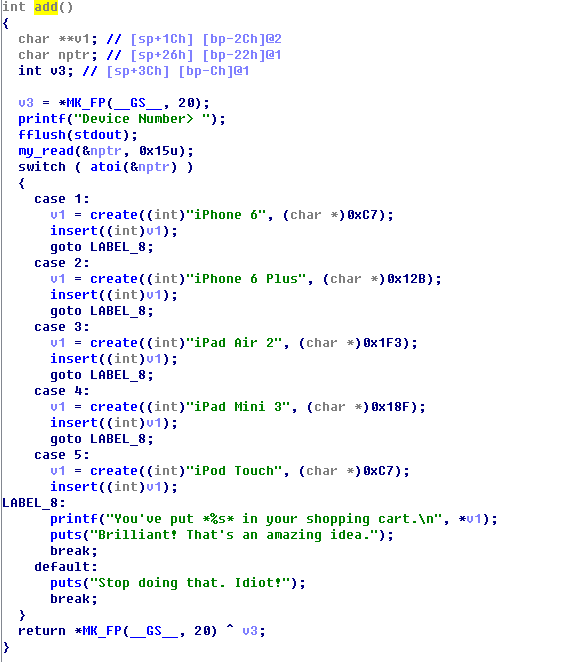 int add()
{
  char **v1; // [sp+1Ch] [bp-2Ch]@2
  char nptr; // [sp+26h] [bp-22h]@1
  int v3; // [sp+3Ch] [bp-Ch]@1

  v3 = *MK_FP(__GS__, 20);
  printf("Device Number> ");
  fflush(stdout);
  my_read(&nptr, 0x15u);
  switch ( atoi(&nptr) )
  {
    case 1:
      v1 = create((int)"iPhone 6", (char *)0xC7);
      insert((int)v1);
      goto LABEL_8;
    case 2:
      v1 = create((int)"iPhone 6 Plus", (char *)0x12B);
      insert((int)v1);
      goto LABEL_8;
    case 3:
      v1 = create((int)"iPad Air 2", (char *)0x1F3);
      insert((int)v1);
      goto LABEL_8;
    case 4:
      v1 = create((int)"iPad Mini 3", (char *)0x18F);
      insert((int)v1);
      goto LABEL_8;
    case 5:
      v1 = create((int)"iPod Touch", (char *)0xC7);
      insert((int)v1);
LABEL_8:
      printf("You've put *%s* in your shopping cart.\n", *v1);
      puts("Brilliant! That's an amazing idea.");
      break;
    default:
      puts("Stop doing that. Idiot!");
      break;
  }
  return *MK_FP(__GS__, 20) ^ v3;
}